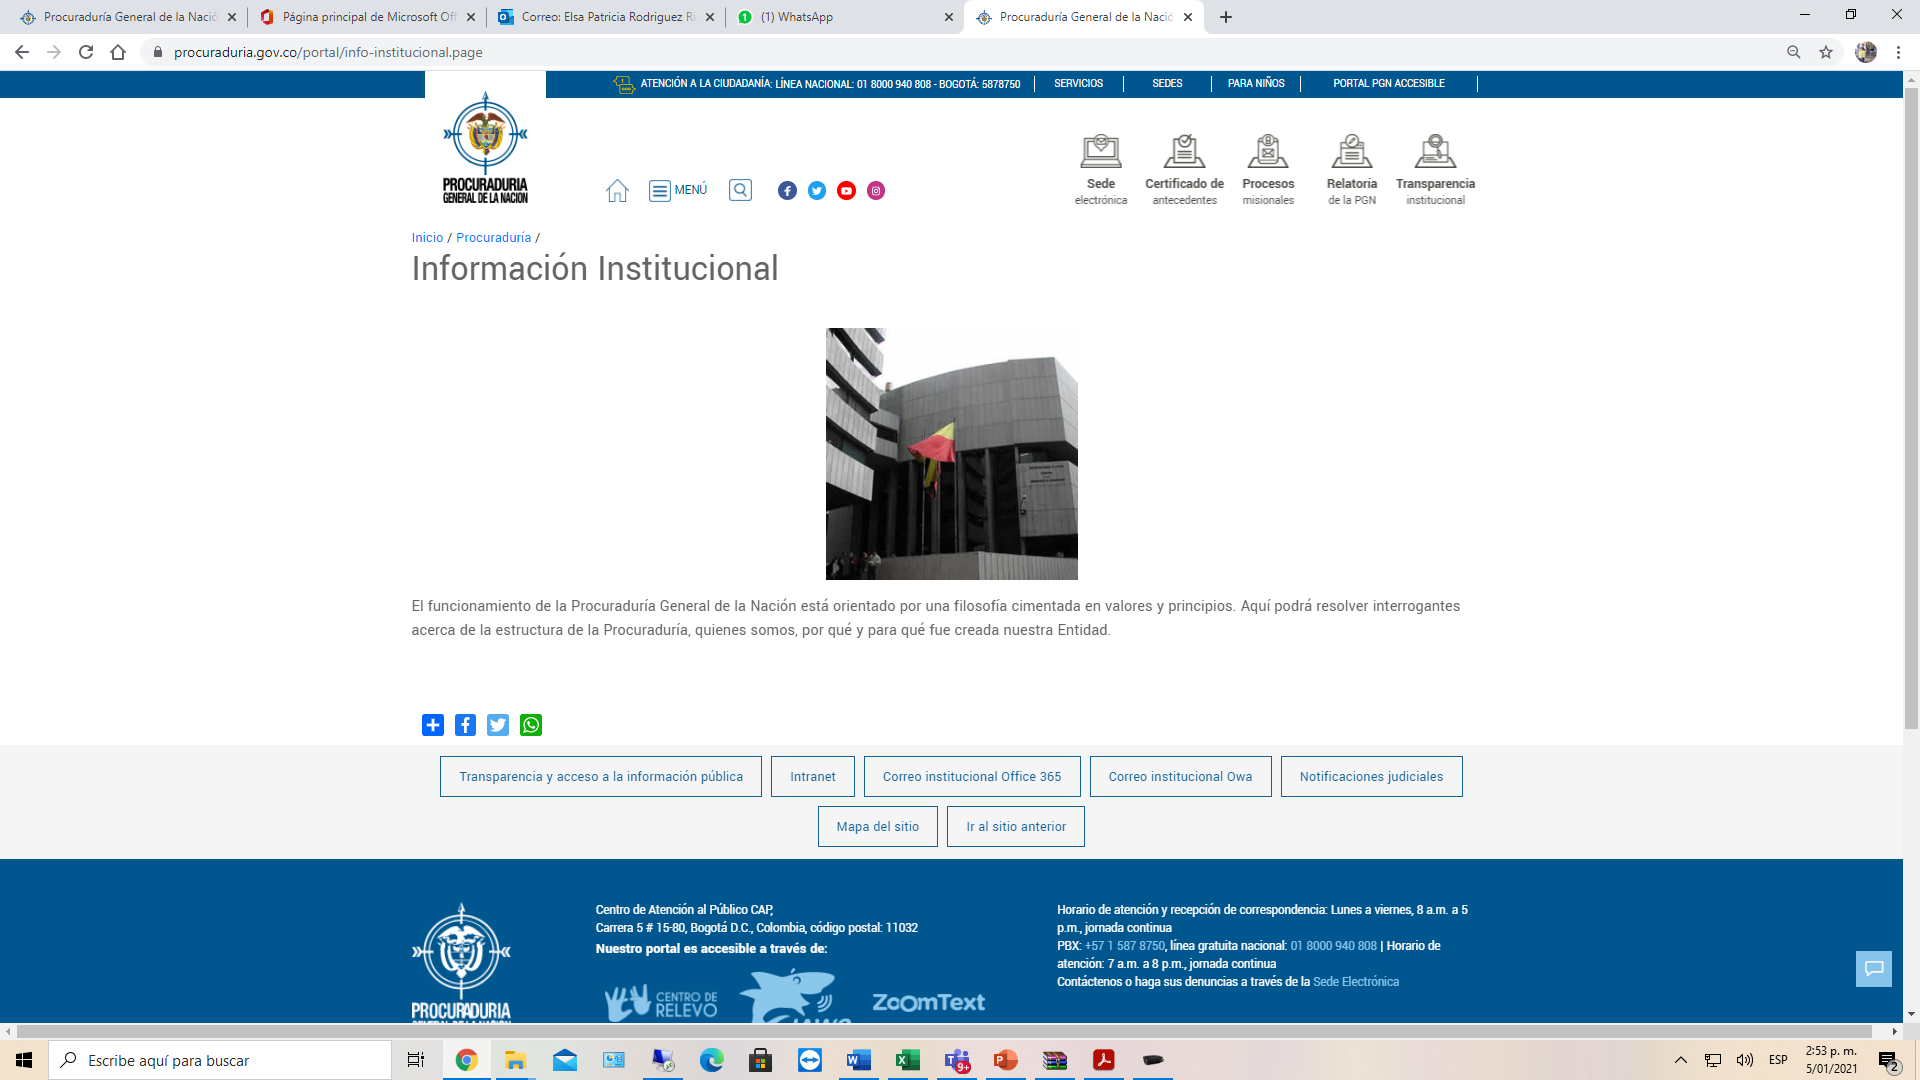 Procuraduría General de la Nació
Página principal de Microsoft Off
Correo: Elsa Patricia Rodriguez Ri
(1) WhatsApp
Procuraduría General de la Nació
procuraduria.gov.co/portal/info-institucional.page
ATENCIÓN A LA CIUDADANÍA: LÍNEA NACIONAL: 01 8000 940 808 - BOGOTÁ: 5878750
SERVICIOS
SEDES
PARA NIÑOS
PORTAL PGN ACCESIBLE
PROCURADURIA
GENERAL DE LA NACION
MENÚ
Sede
electrónica
Certificado de
antecedentes
Procesos
misionales
Relatoría
de la PGN
Transparencia
institucional
Inicio / Procuraduría /
Información Institucional
El funcionamiento de la Procuraduría General de la Nación está orientado por una filosofía cimentada en valores y principios. Aquí podrá resolver interrogantes
acerca de la estructura de la Procuraduría, quienes somos, por qué y para qué fue creada nuestra Entidad.
Transparencia y acceso a la información pública
Intranet
Correo institucional Office 365
Correo institucional Owa
Notificaciones judiciales
Mapa del sitio
Ir al sitio anterior
PROCURADURIA
GENERAL DE LA NACION
Centro de Atención al Público CAP,
Carrera 5 # 15-80, Bogotá D.C., Colombia, código postal: 11032
Nuestro portal es accesible a través de:
CENTRO DE
RELEVO
JAWS
ZoomText
Horario de atención y recepción de correspondencia: Lunes a viernes, 8 a.m. a 5
p.m., jornada continua
PBX: +57 1 587 8750, línea gratuita nacional: 01 8000 940 808 | Horario de
atención: 7 a.m. a 8 p.m., jornada continua
Contáctenos o haga sus denuncias a través de la Sede Electrónica
Escribe aquí para buscar
9+
ESP
2:53 p. m.
5/01/2021
2